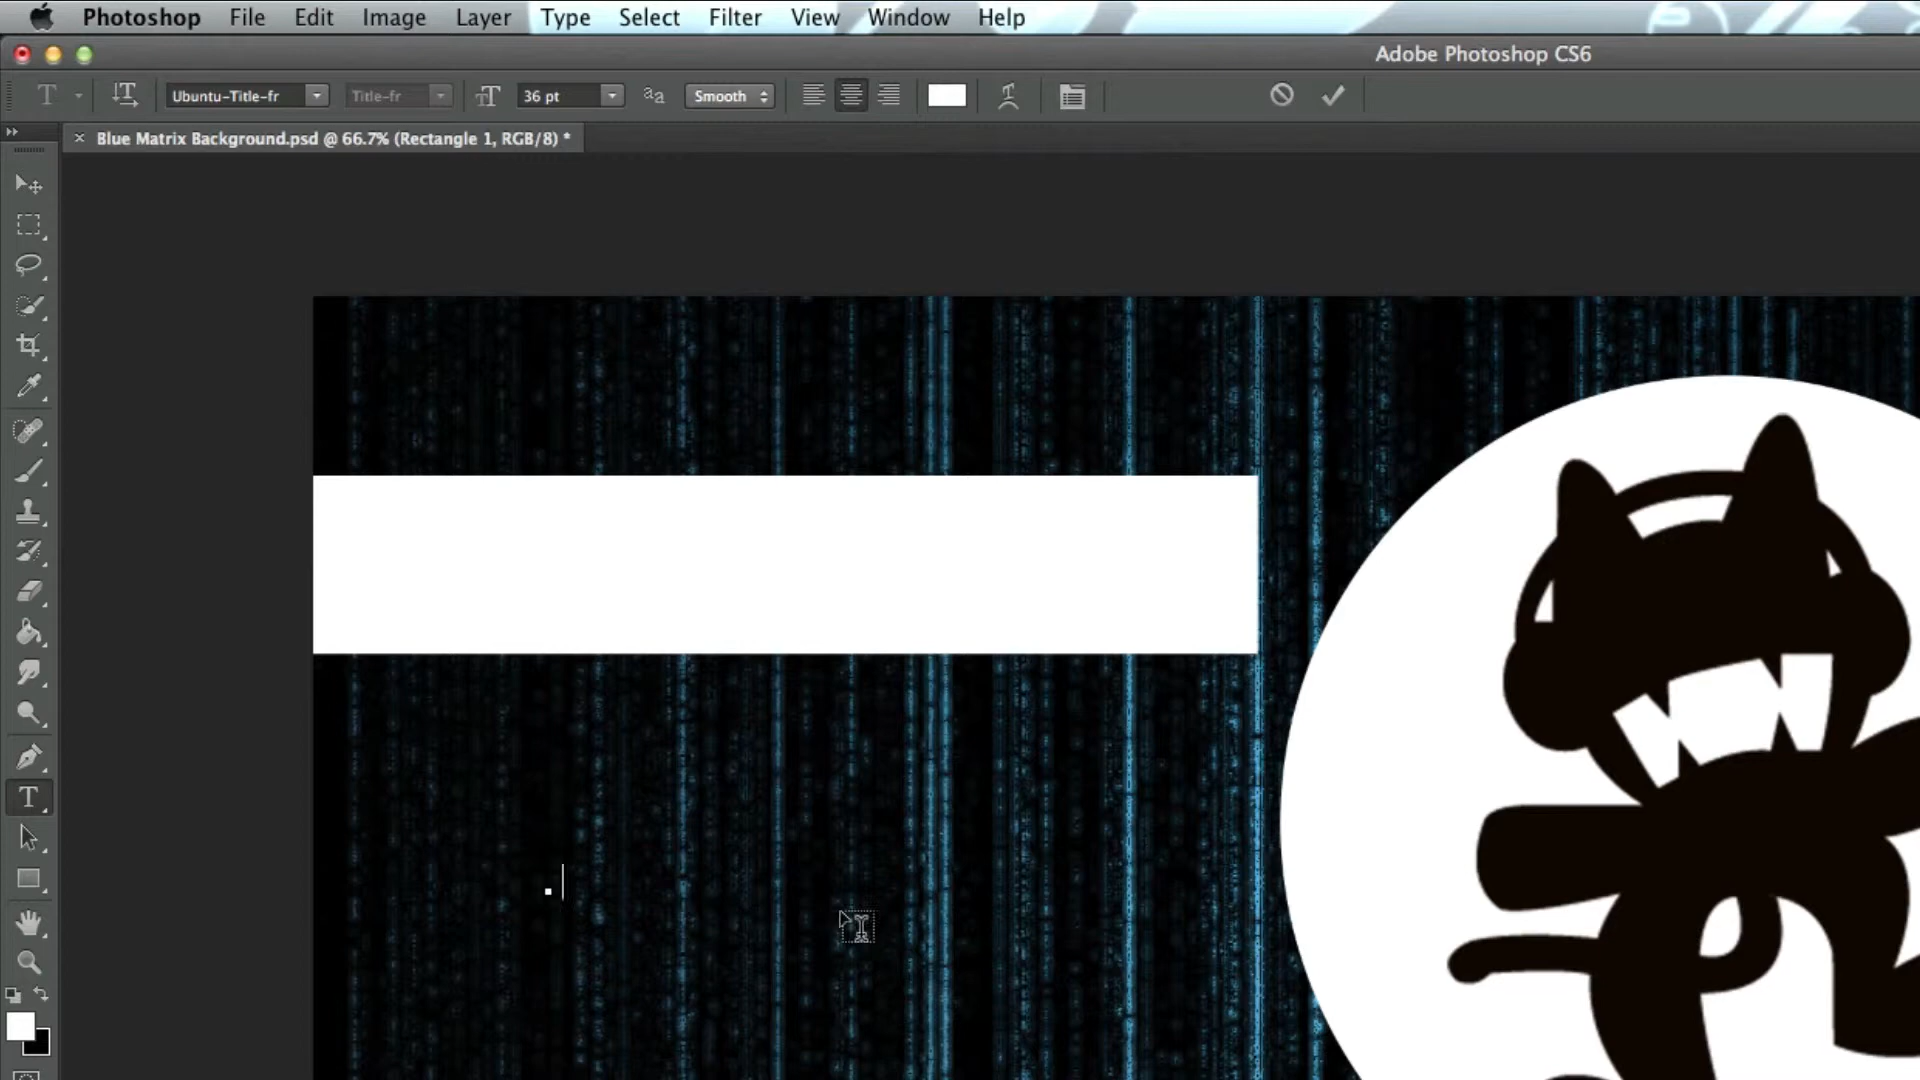 Photoshop File Edit Image Layer Type Select Filter View Window Help
Adobe Photoshop CS6
Ubuntu-Title-fr Title-fr 36 pt Smooth
Blue Matrix Background.psd @ 66.7% (Rectangle 1, RGB/8) *
.